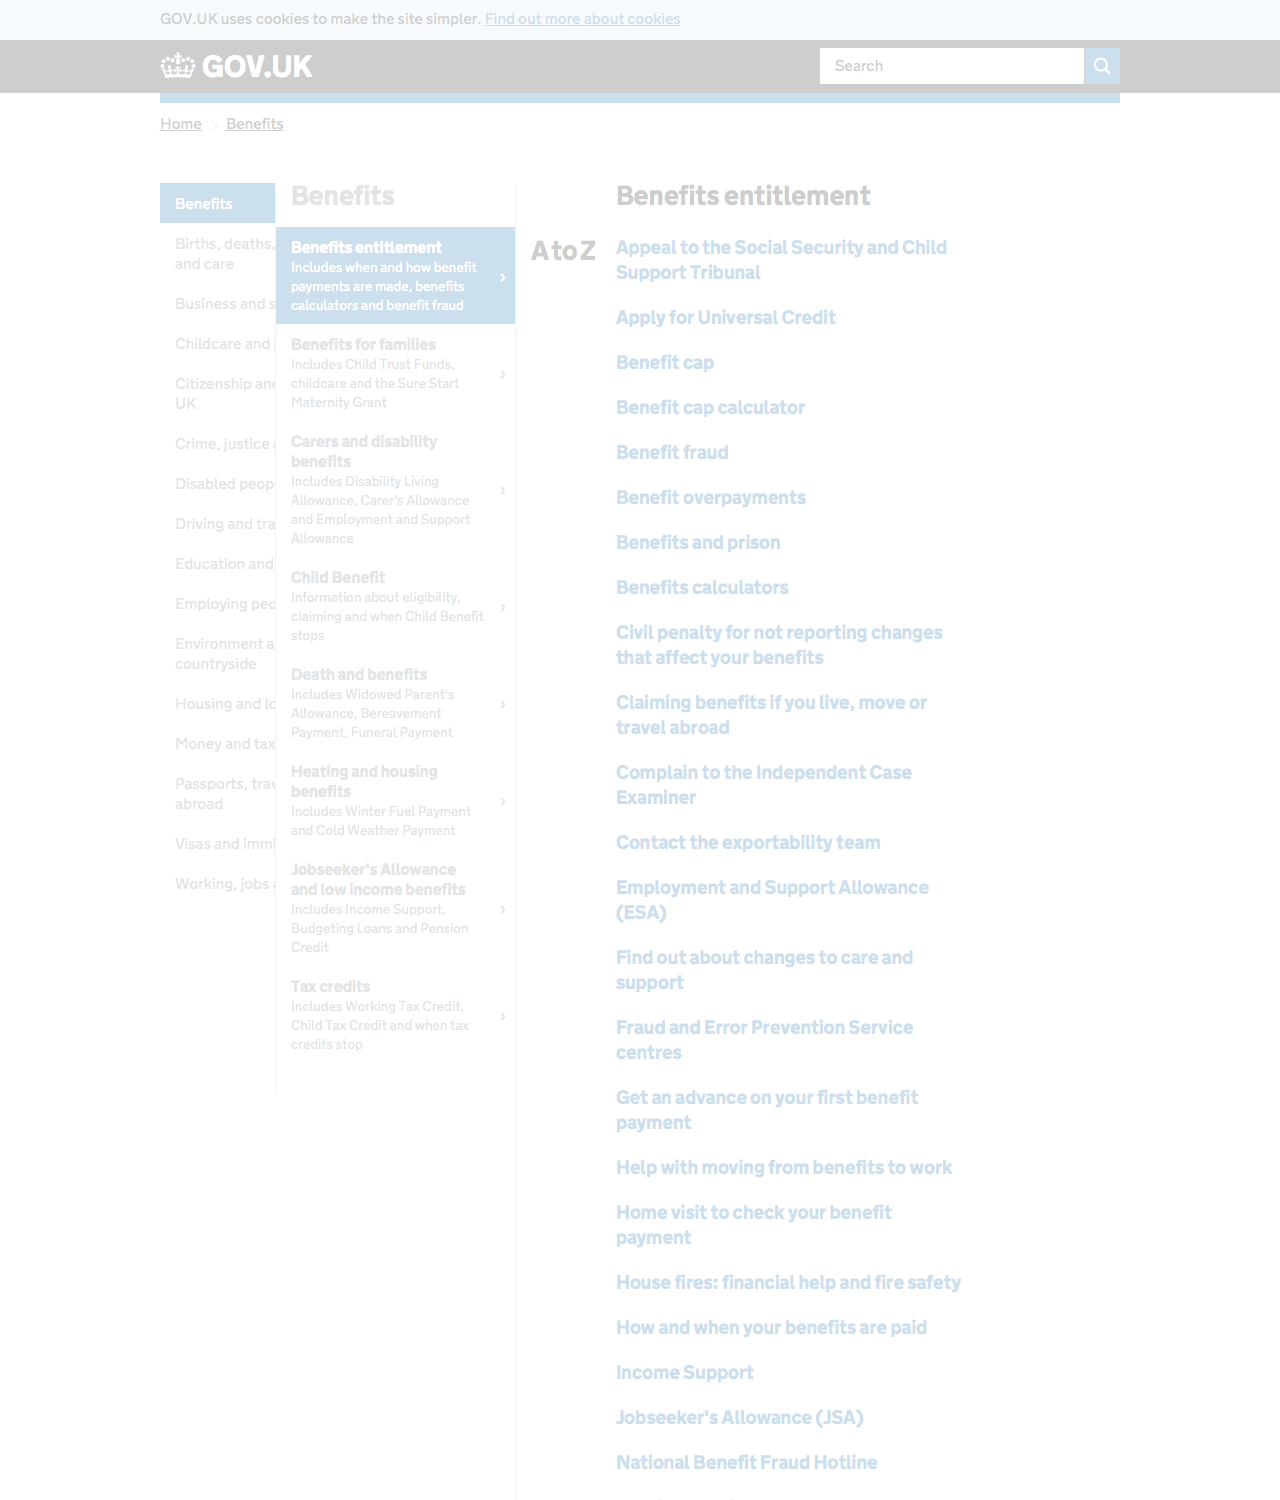 GOV.UK uses cookies to make the site simpler. Find out more about cookies
GOV.UK
Search
Home
Benefits
Benefits
Births, deaths,
and care
Business and s
Childcare and
Citizenship and
UK
Crime, justice
Disabled peop
Driving and tra
Education and
Employing peo
Environment a
countryside
Housing and lo
Money and tax
Passports, trav
abroad
Visas and immi
Working, jobs
Benefits
Benefits entitlement
Includes when and how benefit
payments are made, benefits
calculators and benefit fraud
Benefits for families
Includes Child Trust Funds,
childcare and the Sure Start
Maternity Grant
Carers and disability
benefits
Includes Disability Living
Allowance, Carer's Allowance
and Employment and Support
Allowance
Child Benefit
Information about eligibility,
claiming and when Child Benefit
stops
Death and benefits
Includes Widowed Parent's
Allowance, Bereavement
Payment, Funeral Payment
Heating and housing
benefits
Includes Winter Fuel Payment
and Cold Weather Payment
Jobseeker's Allowance
and low income benefits
Includes Income Support,
Budgeting Loans and Pension
Credit
Tax credits
Includes Working Tax Credit,
Child Tax Credit and when tax
credits stop
Benefits entitlement
A to Z
Appeal to the Social Security and Child
Support Tribunal
Apply for Universal Credit
Benefit cap
Benefit cap calculator
Benefit fraud
Benefit overpayments
Benefits and prison
Benefits calculators
Civil penalty for not reporting changes
that affect your benefits
Claiming benefits if you live, move or
travel abroad
Complain to the Independent Case
Examiner
Contact the exportability team
Employment and Support Allowance
(ESA)
Find out about changes to care and
support
Fraud and Error Prevention Service
centres
Get an advance on your first benefit
payment
Help with moving from benefits to work
Home visit to check your benefit
payment
House fires: financial help and fire safety
How and when your benefits are paid
Income Support
Jobseeker's Allowance (JSA)
National Benefit Fraud Hotline